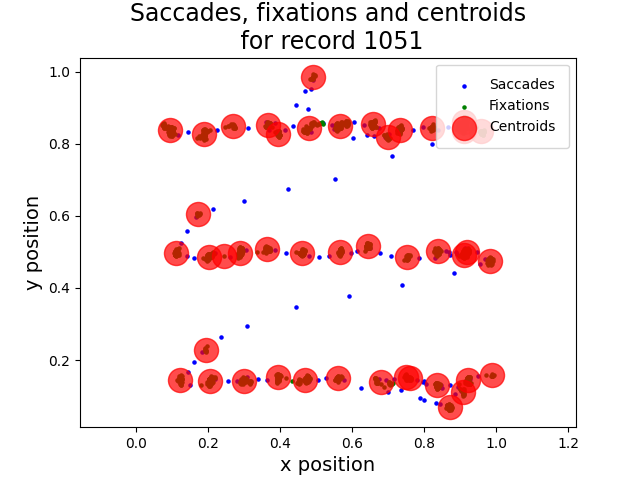 Saccades, fixations and centroids
for record 1051
Saccades
Fixations
Centroids
1.0
0.8
0.6
0.4
0.2
y position
0.0
0.2
0.4
0.6
0.8
1.0
1.2
x position